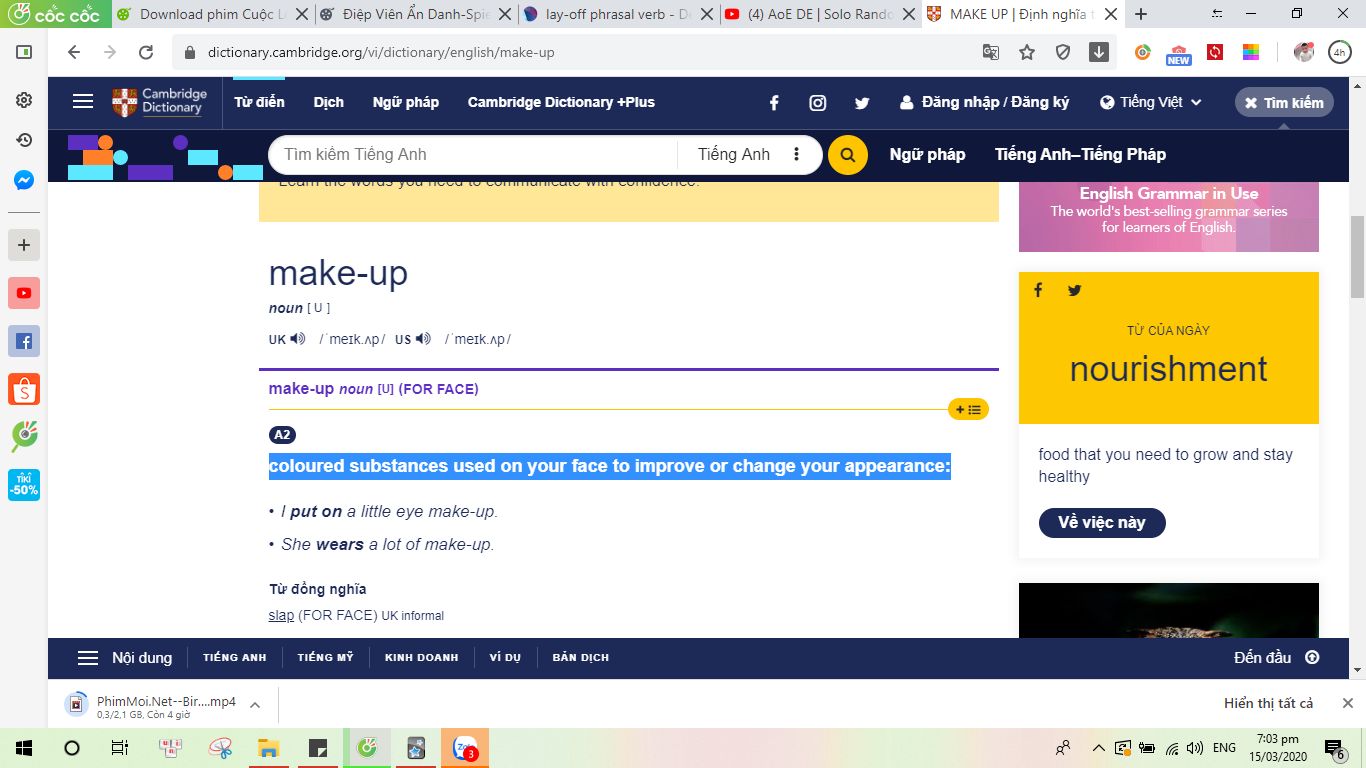 cốc cốc
Download phim Cuộc L
Điệp Viên Ẩn Danh-Spie
lay-off phrasal verb - De
(4) AoE DE | Solo Rando
MAKE UP | Định nghĩa t
dictionary.cambridge.org/vi/dictionary/english/make-up
NEW
4h
Cambridge
Dictionary
Từ điển
Dịch
Ngữ pháp
Cambridge Dictionary +Plus
Đăng nhập / Đăng ký
Tiếng Việt
Tìm kiếm
Tìm kiếm Tiếng Anh
Tiếng Anh
Ngữ pháp
Tiếng Anh–Tiếng Pháp
Learn the words you need to communicate with confidence.
English Grammar in Use
The world's best-selling grammar series
for learners of English.
make-up
noun [ U ]
UK /ˈmeɪk.ʌp/ US /ˈmeɪk.ʌp/
make-up noun [U] (FOR FACE)
A2
coloured substances used on your face to improve or change your appearance:
• I put on a little eye make-up.
• She wears a lot of make-up.
Từ đồng nghĩa
slap (FOR FACE) UK informal
TỪ CỦA NGÀY
nourishment
food that you need to grow and stay
healthy
Về việc này
TIKI
-50%
Nội dung
TIẾNG ANH
TIẾNG MỸ
KINH DOANH
VÍ DỤ
BẢN DỊCH
Đến đầu
PhimMoi.Net--Bir....mp4
0,3/2,1 GB, Còn 4 giờ
Hiển thị tất cả
Zalo
3
ENG
7:03 pm
15/03/2020
6